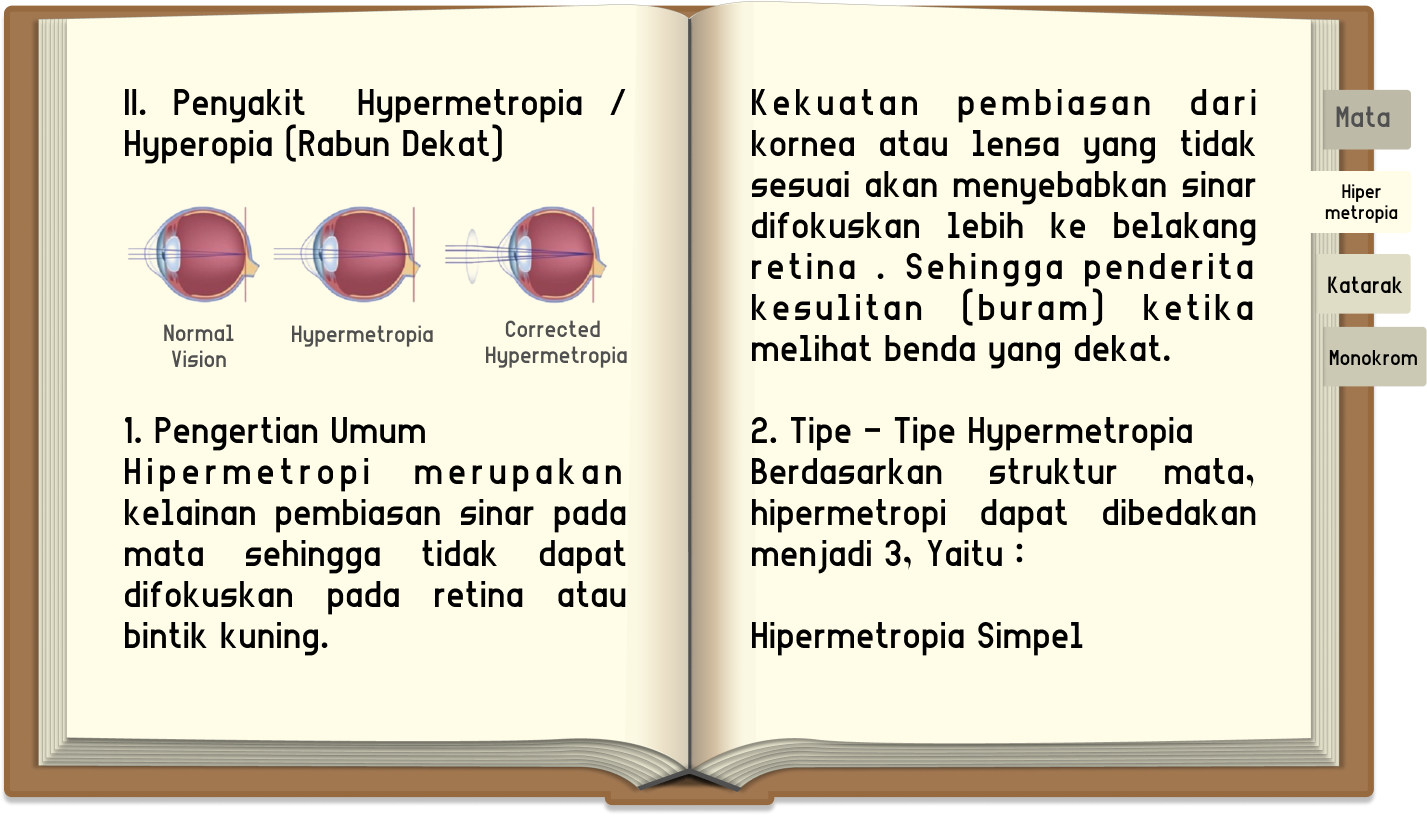 II. Penyakit Hypermetropia /
Hyperopia (Rabun Dekat)
Normal
Vision
Hypermetropia
Corrected
Hypermetropia
1. Pengertian Umum
Hipermetropi merupakan
kelainan pembiasan sinar pada
mata sehingga tidak dapat
difokuskan pada retina atau
bintik kuning.
Kekuatan pembiasan dari
kornea atau lensa yang tidak
sesuai akan menyebabkan sinar
difokuskan lebih ke belakang
retina . Sehingga penderita
kesulitan (buram) ketika
melihat benda yang dekat.
2. Tipe – Tipe Hypermetropia
Berdasarkan struktur mata,
hipermetropi dapat dibedakan
menjadi 3, Yaitu :
Hipermetropia Simpel
Mata
Hiper
metropia
Katarak
Monokrom